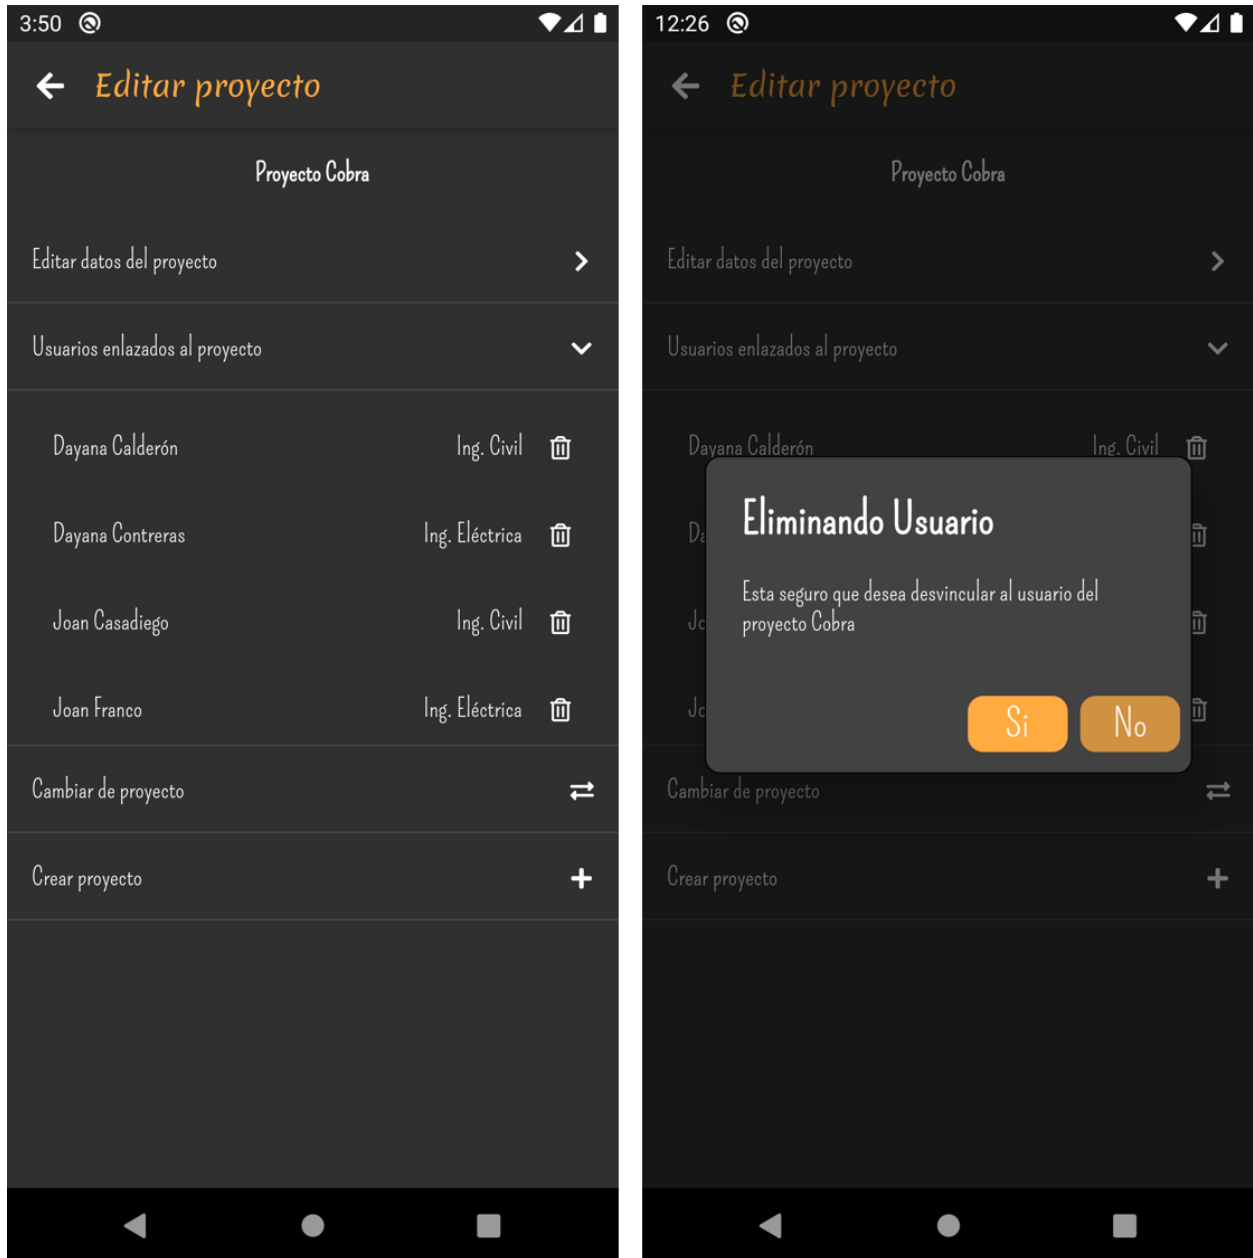 3:50
Editar proyecto
Proyecto Cobra
Editar datos del proyecto
Usuarios enlazados al proyecto
Dayana Calderón Ing. Civil
Dayana Contreras Ing. Eléctrica
Joan Casadiego Ing. Civil
Joan Franco Ing. Eléctrica
Cambiar de proyecto
Crear proyecto
12:26
Editar proyecto
Proyecto Cobra
Editar datos del proyecto
Usuarios enlazados al proyecto
Dayana Calderón Ing. Civil
Eliminando Usuario
Esta seguro que desea desvincular al usuario del
proyecto Cobra
Si No
Cambiar de proyecto
Crear proyecto